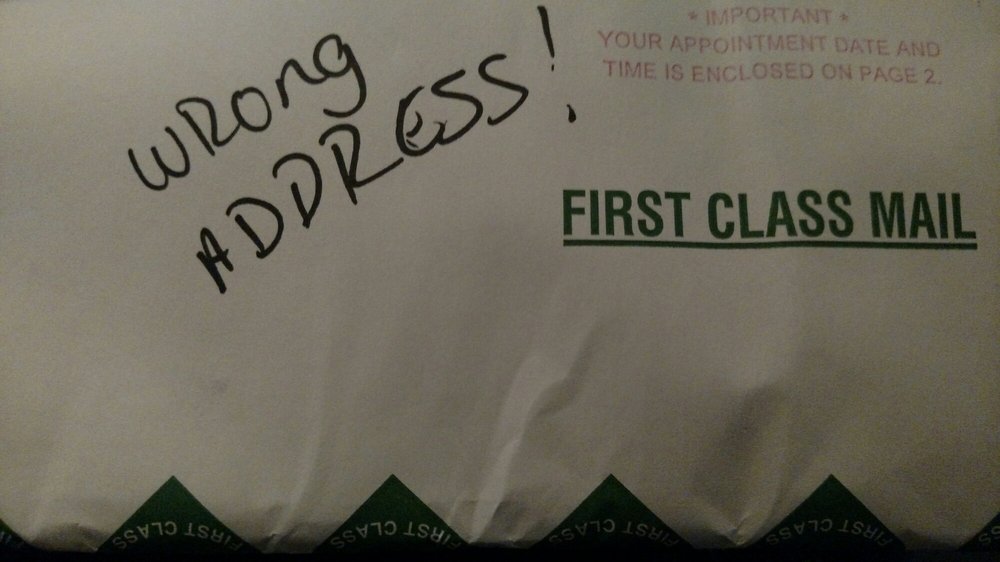 WRong
ADDRESS!
* IMPORTANT *
YOUR APPOINTMENT DATE AND
TIME IS ENCLOSED ON PAGE 2.
FIRST CLASS MAIL
FIRST CLASS
FIRST CLASS
FIRST CLASS
FIRST CLASS